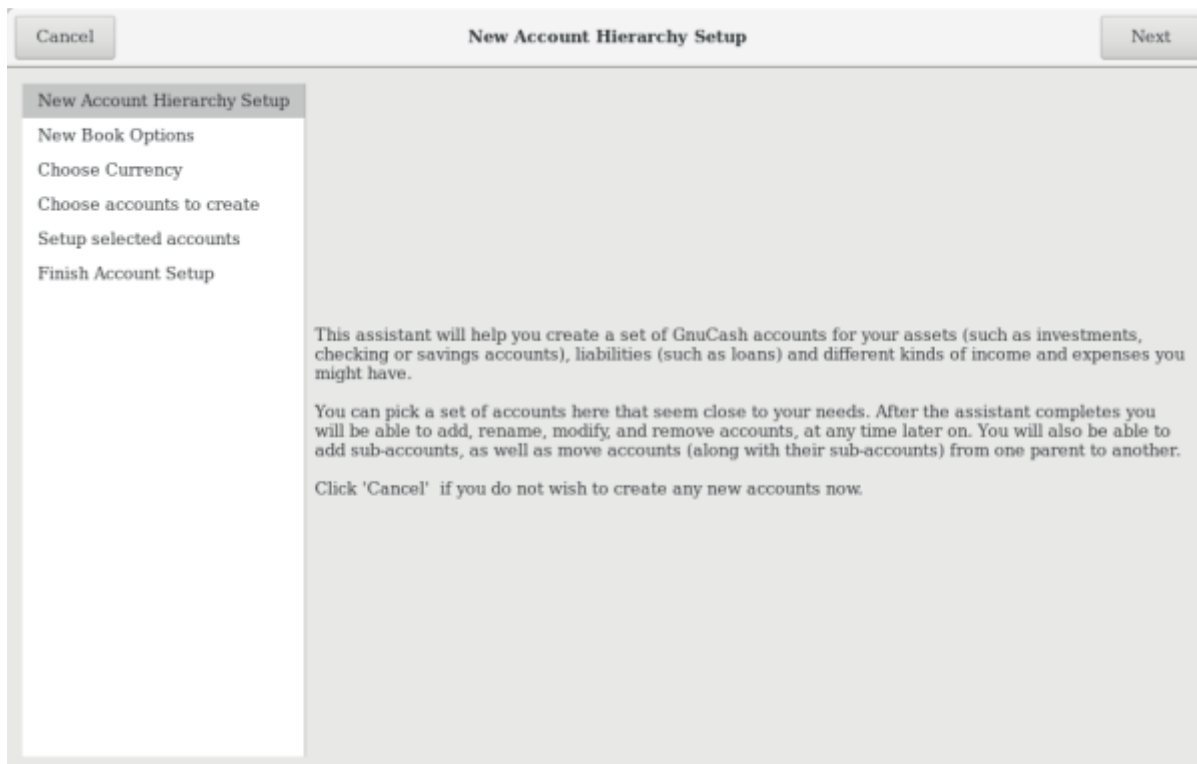 Cancel
New Account Hierarchy Setup
Next
New Account Hierarchy Setup
New Book Options
Choose Currency
Choose accounts to create
Setup selected accounts
Finish Account Setup
This assistant will help you create a set of GnuCash accounts for your assets (such as investments,
checking or savings accounts), liabilities (such as loans) and different kinds of income and expenses you
might have.
You can pick a set of accounts here that seem close to your needs. After the assistant completes you
will be able to add, rename, modify, and remove accounts, at any time later on. You will also be able to
add sub-accounts, as well as move accounts (along with their sub-accounts) from one parent to another.
Click 'Cancel'  if you do not wish to create any new accounts now.